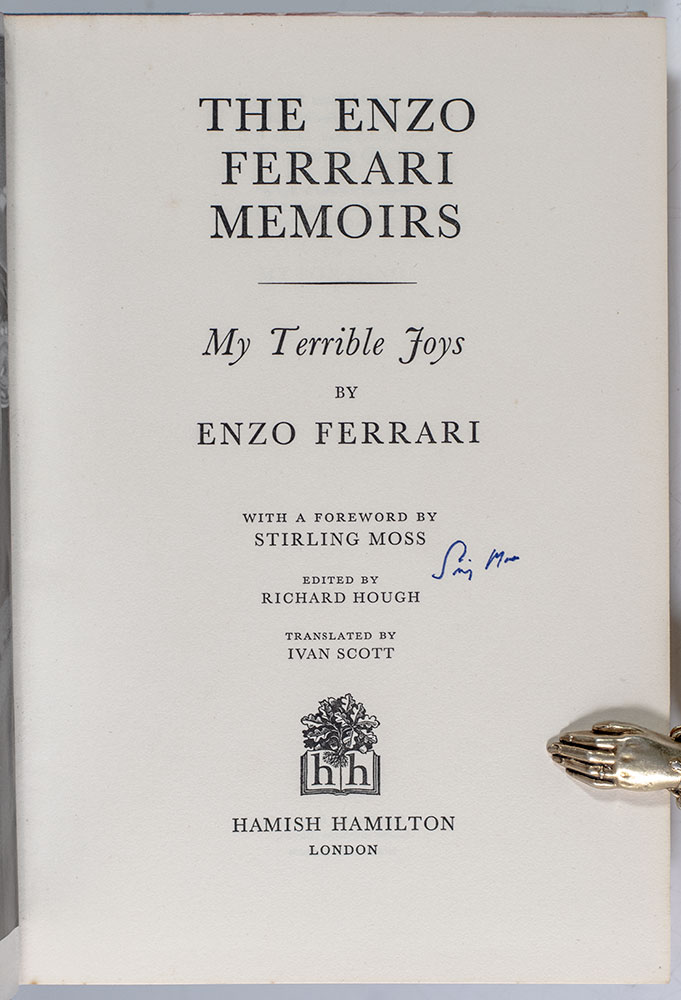 THE ENZO
FERRARI
MEMOIRS
My Terrible Joys
BY
ENZO FERRARI
WITH A FOREWORD BY
STIRLING MOSS
EDITED BY
RICHARD HOUGH
TRANSLATED BY
IVAN SCOTT
h h
HAMISH HAMILTON
LONDON